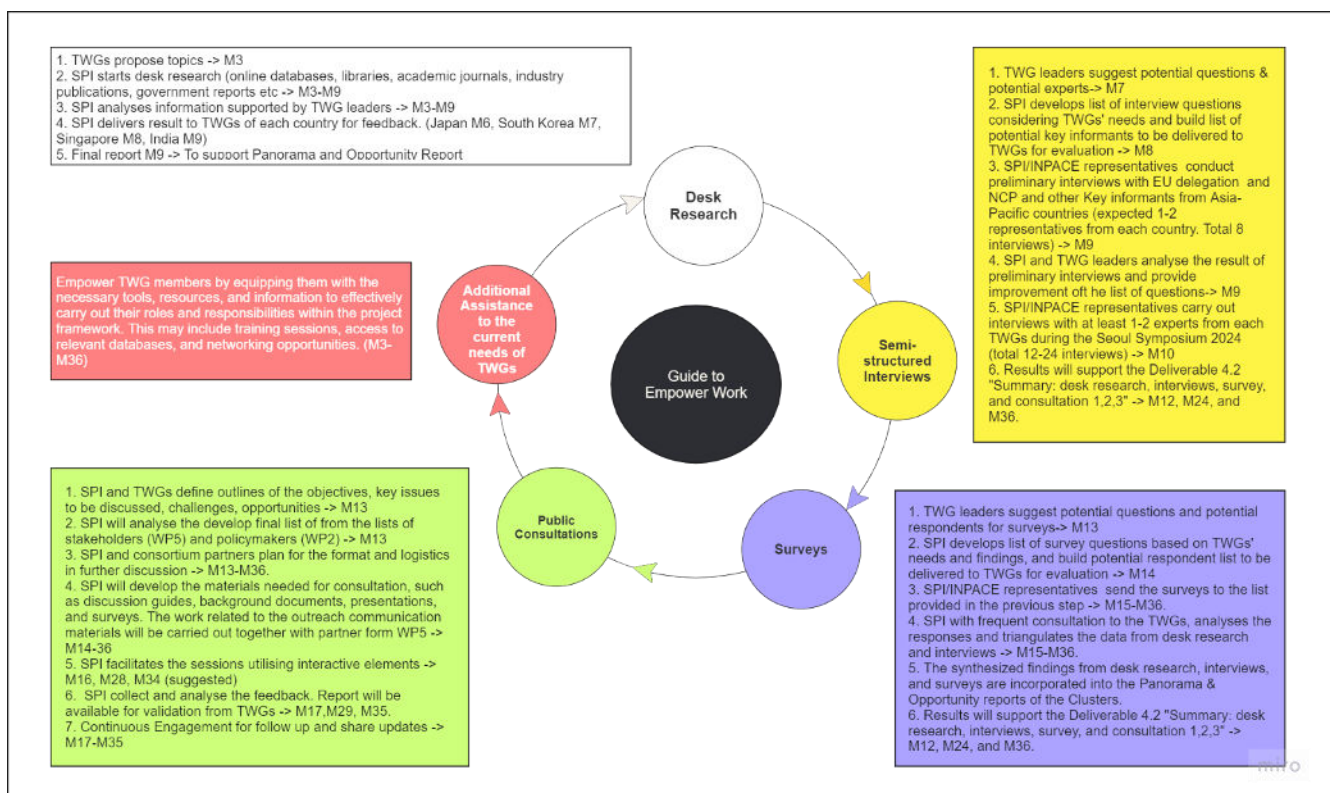 1. TWGs propose topics -> M3
2. SPI starts desk research (online databases, libraries, academic journals, industry
publications, government reports etc -> M3-M9
3. SPI analyses information supported by TWG leaders -> M3-M9
4. SPI delivers result to TWGs of each country for feedback. (Japan M6, South Korea M7,
Singapore M8, India M9)
5. Final report M9 -> To support Panorama and Opportunity Report
1. TWG leaders suggest potential questions &
potential experts-> M7
2. SPI develops list of interview questions
considering TWGs' needs and build list of
potential key informants to be delivered to
TWGs for evaluation -> M8
3. SPI/INPACE representatives conduct
preliminary interviews with EU delegation and
NCP and other Key informants from Asia-
Pacific countries (expected 1-2
representatives from each country. Total 8
interviews) -> M9
4. SPI and TWG leaders analyse the result of
preliminary interviews and provide
improvement oft he list of questions-> M9
5. SPI/INPACE representatives carry out
interviews with at least 1-2 experts from each
TWGs during the Seoul Symposium 2024
(total 12-24 interviews) -> M10
6. Results will support the Deliverable 4.2
"Summary: desk research, interviews, survey,
and consultation 1,2,3" -> M12, M24, and
M36.
Desk
Research
Empower TWG members by equipping them with the
necessary tools, resources, and information to effectively
carry out their roles and responsibilities within the project
framework. This may include training sessions, access to
relevant databases, and networking opportunities. (M3-
M36)
Additional
Assistance
to the
current
needs of
TWGs
Guide to
Empower Work
Semi-
structured
Interviews
1. SPI and TWGs define outlines of the objectives, key issues
to be discussed, challenges, opportunities -> M13
2. SPI will analyse the develop final list of from the lists of
stakeholders (WP5) and policymakers (WP2) -> M13
3. SPI and consortium partners plan for the format and logistics
in further discussion -> M13-M36.
4. SPI will develop the materials needed for consultation, such
as discussion guides, background documents, presentations,
and surveys. The work related to the outreach communication
materials will be carried out together with partner form WP5 ->
M14-36
5. SPI facilitates the sessions utilising interactive elements ->
M16, M28, M34 (suggested)
6. SPI collect and analyse the feedback. Report will be
available for validation from TWGs -> M17,M29, M35.
7. Continuous Engagement for follow up and share updates ->
M17-M35
Public
Consultations
Surveys
1. TWG leaders suggest potential questions and potential
respondents for surveys-> M13
2. SPI develops list of survey questions based on TWGs'
needs and findings, and build potential respondent list to be
delivered to TWGs for evaluation -> M14
3. SPI/INPACE representatives send the surveys to the list
provided in the previous step -> M15-M36.
4. SPI with frequent consultation to the TWGs, analyses the
responses and triangulates the data from desk research
and interviews -> M15-M36.
5. The synthesized findings from desk research, interviews,
and surveys are incorporated into the Panorama &
Opportunity reports of the Clusters.
6. Results will support the Deliverable 4.2 "Summary: desk
research, interviews, survey, and consultation 1,2,3" ->
M12, M24, and M36.
miro